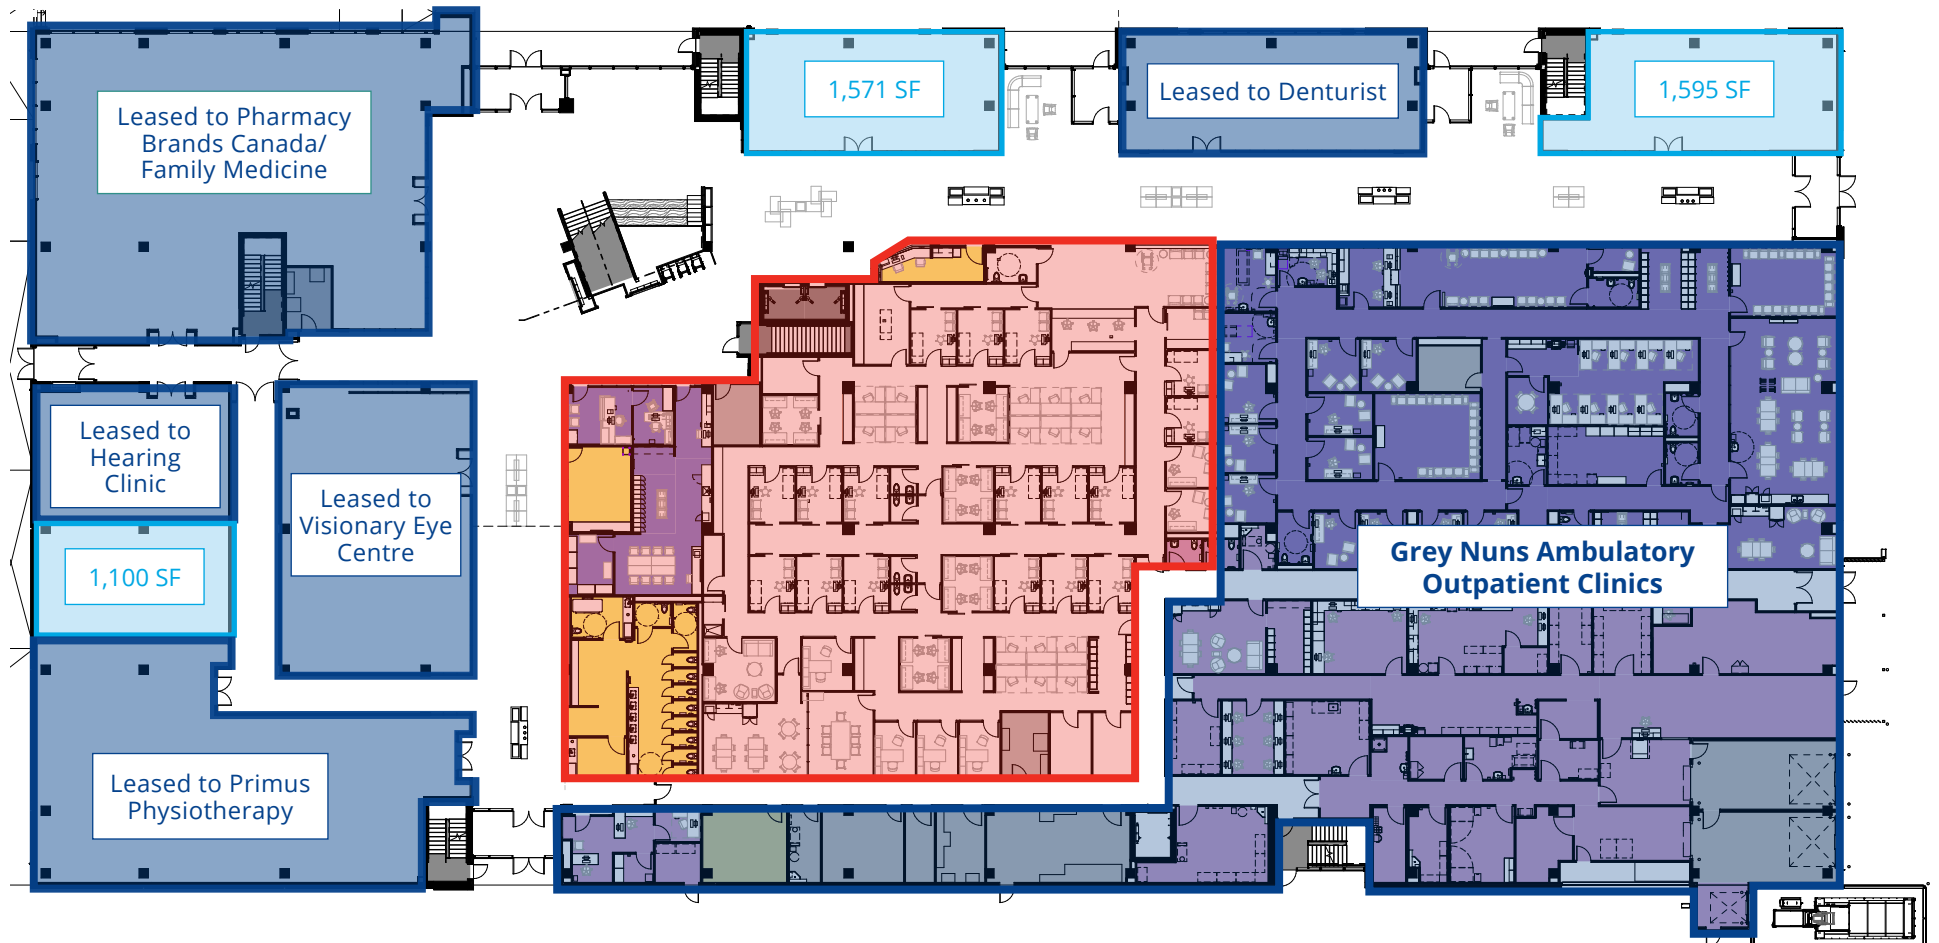 Leased to Pharmacy
Brands Canada/
Family Medicine
1,571 SF
Leased to Denturist
1,595 SF
Leased to
Hearing
Clinic
Leased to
Visionary Eye
Centre
1,100 SF
Grey Nuns Ambulatory
Outpatient Clinics
Leased to Primus
Physiotherapy